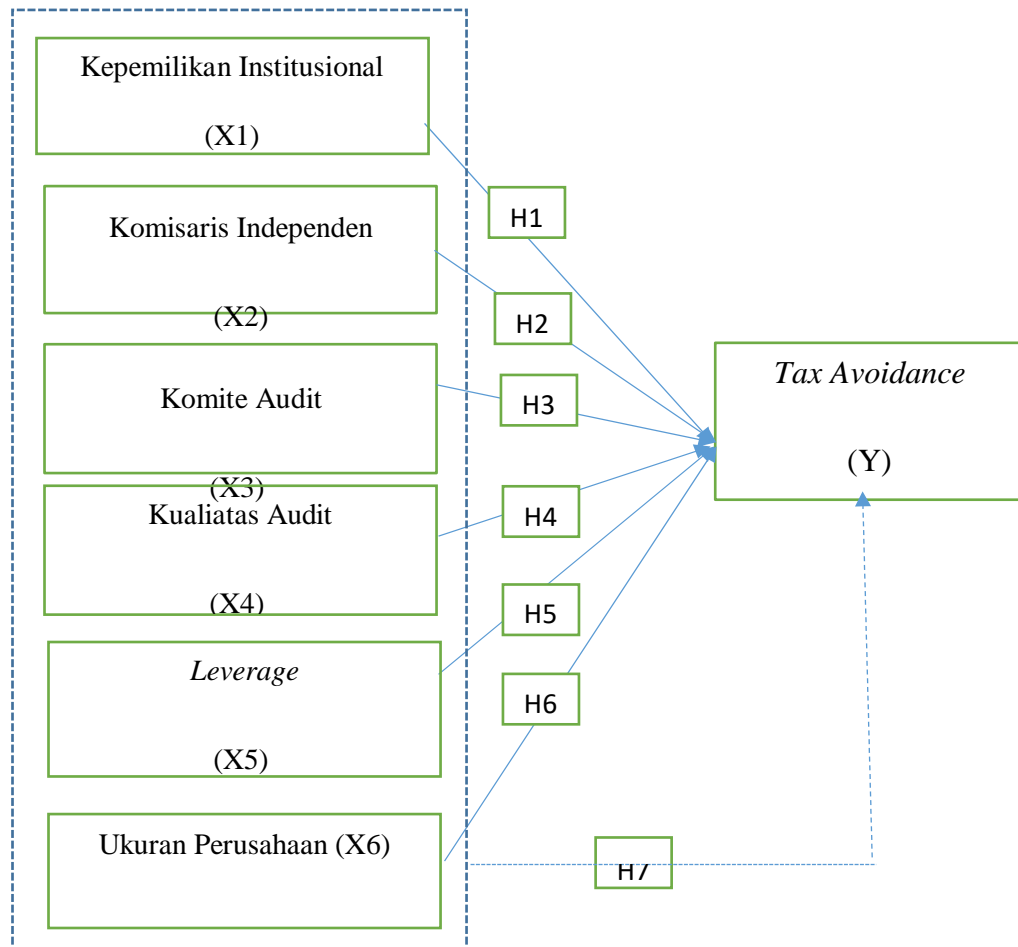 Kepemilikan Institusional
(X1)
Komisaris Independen
(X2)
Komite Audit
(X3)
Kualiatas Audit
(X4)
Leverage
(X5)
Ukuran Perusahaan (X6)
H1
H2
H3
H4
H5
H6
H7
Tax Avoidance
(Y)